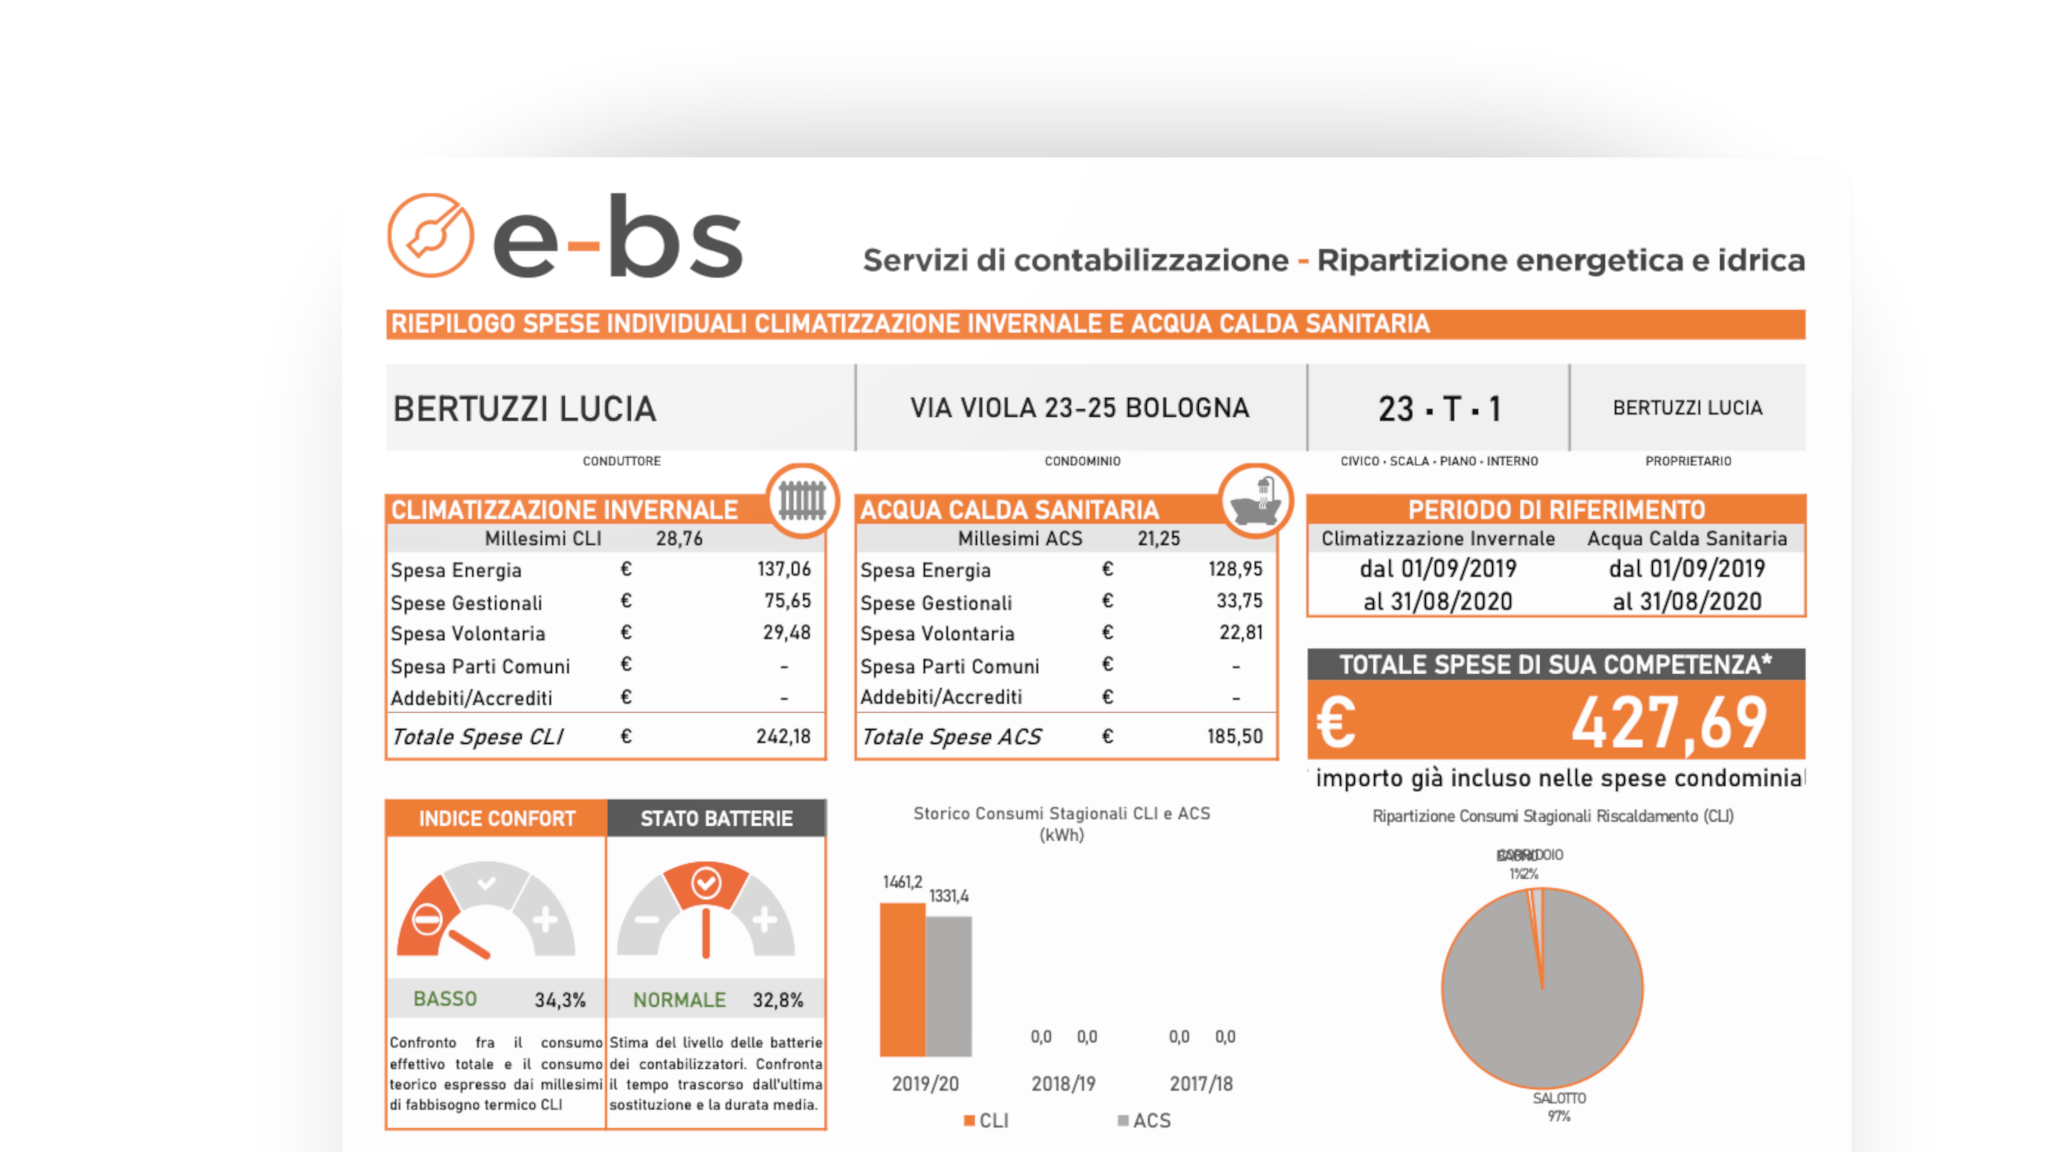 e-bs
Servizi di contabilizzazione - Ripartizione energetica e idrica
RIEPILOGO SPESE INDIVIDUALI CLIMATIZZAZIONE INVERNALE E ACQUA CALDA SANITARIA
BERTUZZI LUCIA
CONDUTTORE
VIA VIOLA 23-25 BOLOGNA
CONDOMINIO
23 · T · 1
CIVICO · SCALA · PIANO · INTERNO
BERTUZZI LUCIA
PROPRIETARIO
CLIMATIZZAZIONE INVERNALE
Millesimi CLI 28,76
Spesa Energia € 137,06
Spese Gestionali € 75,65
Spesa Volontaria € 29,48
Spesa Parti Comuni € -
Addebiti/Accrediti € -
Totale Spese CLI € 242,18
ACQUA CALDA SANITARIA
Millesimi ACS 21,25
Spesa Energia € 128,95
Spese Gestionali € 33,75
Spesa Volontaria € 22,81
Spesa Parti Comuni € -
Addebiti/Accrediti € -
Totale Spese ACS € 185,50
PERIODO DI RIFERIMENTO
Climatizzazione Invernale Acqua Calda Sanitaria
dal 01/09/2019 dal 01/09/2019
al 31/08/2020 al 31/08/2020
TOTALE SPESE DI SUA COMPETENZA*
€ 427,69
importo già incluso nelle spese condominial
INDICE CONFORT
BASSO 34,3%
Confronto fra il consumo
effettivo totale e il consumo
teorico espresso dai millesimi
di fabbisogno termico CLI
STATO BATTERIE
NORMALE 32,8%
Stima del livello delle batterie
dei contabilizzatori. Confronta
il tempo trascorso dall'ultima
sostituzione e la durata media.
Storico Consumi Stagionali CLI e ACS
(kWh)
1461,2
1331,4
0,0 0,0 0,0 0,0
2019/20 2018/19 2017/18
CLI ACS
Ripartizione Consumi Stagionali Riscaldamento (CLI)
CORRIDOIO
1% 2%
SALOTTO
97%